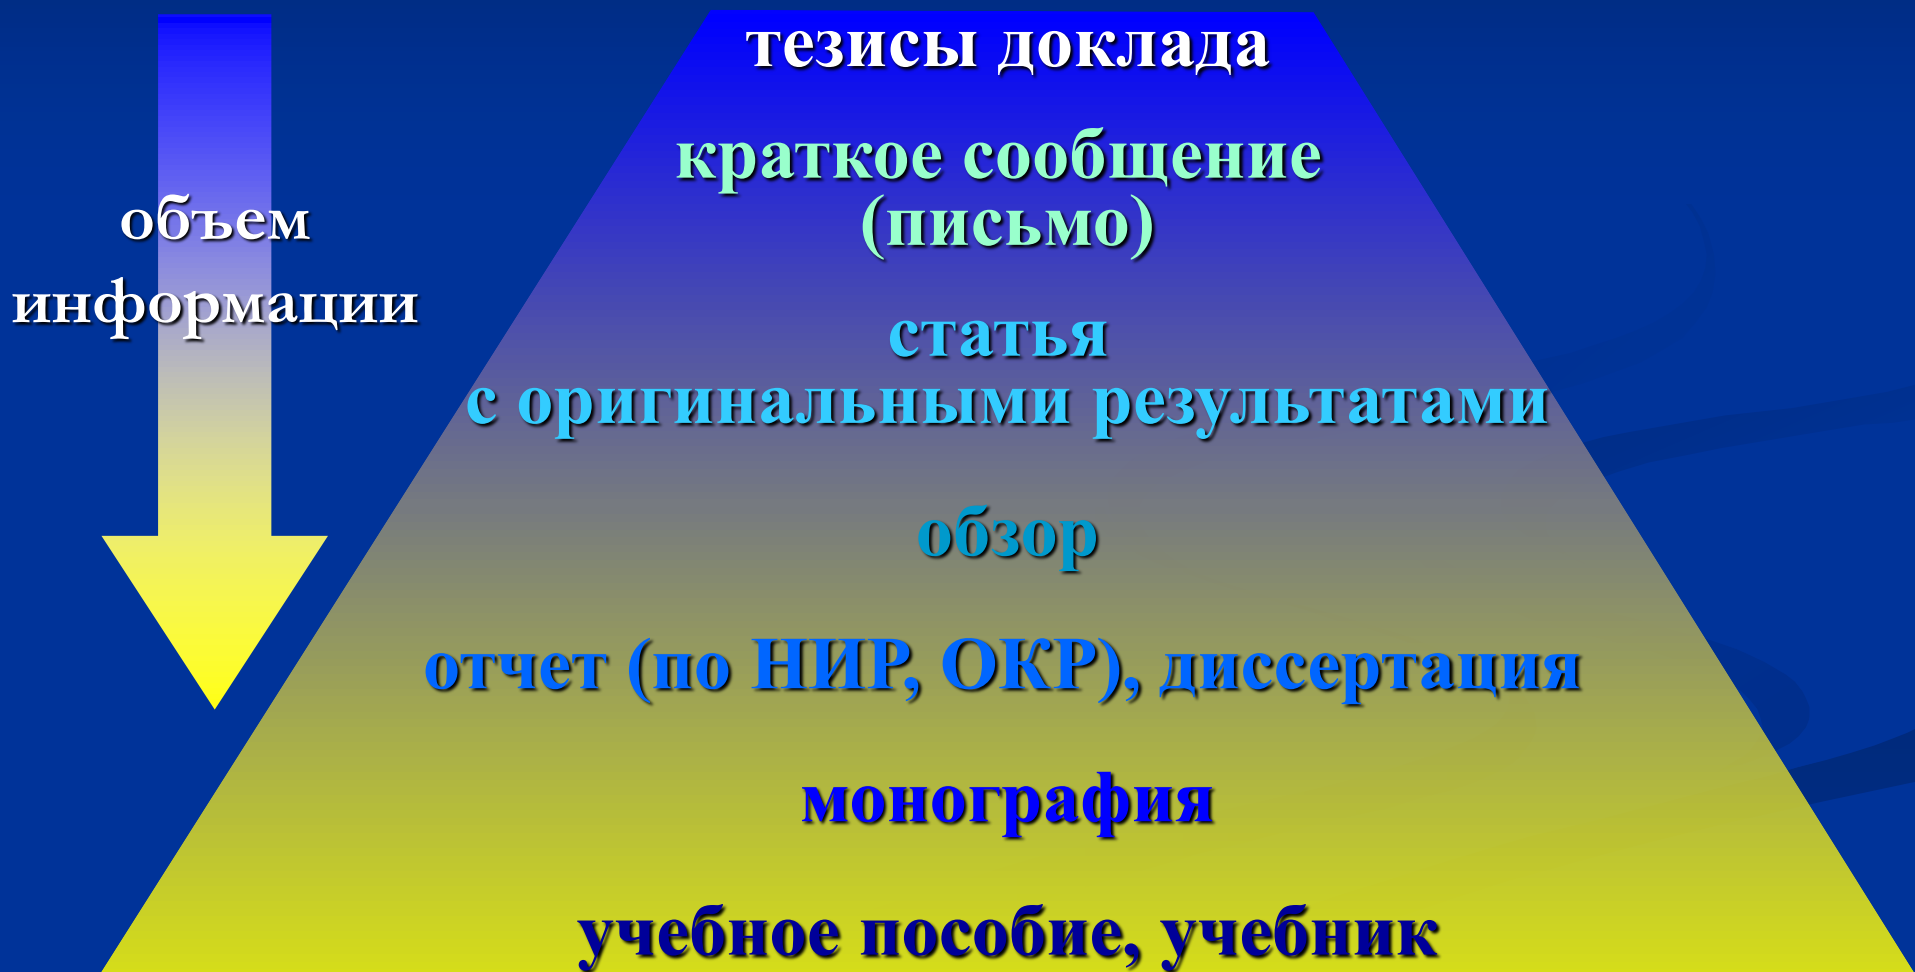 тезисы доклада
краткое сообщение
(письмо)
объем
информации
статья
с оригинальными результатами
обзор
отчет (по НИР, ОКР), диссертация
монография
учебное пособие, учебник